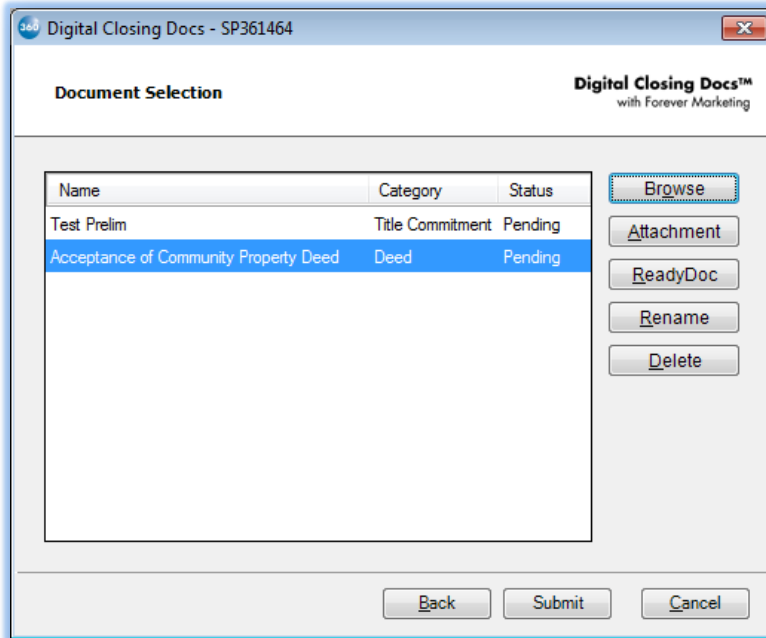 360 Digital Closing Docs - SP361464
Document Selection
Digital Closing Docs™
with Forever Marketing
Name Category Status
Test Prelim Title Commitment Pending
Acceptance of Community Property Deed Deed Pending
Browse
Attachment
ReadyDoc
Rename
Delete
Back Submit Cancel